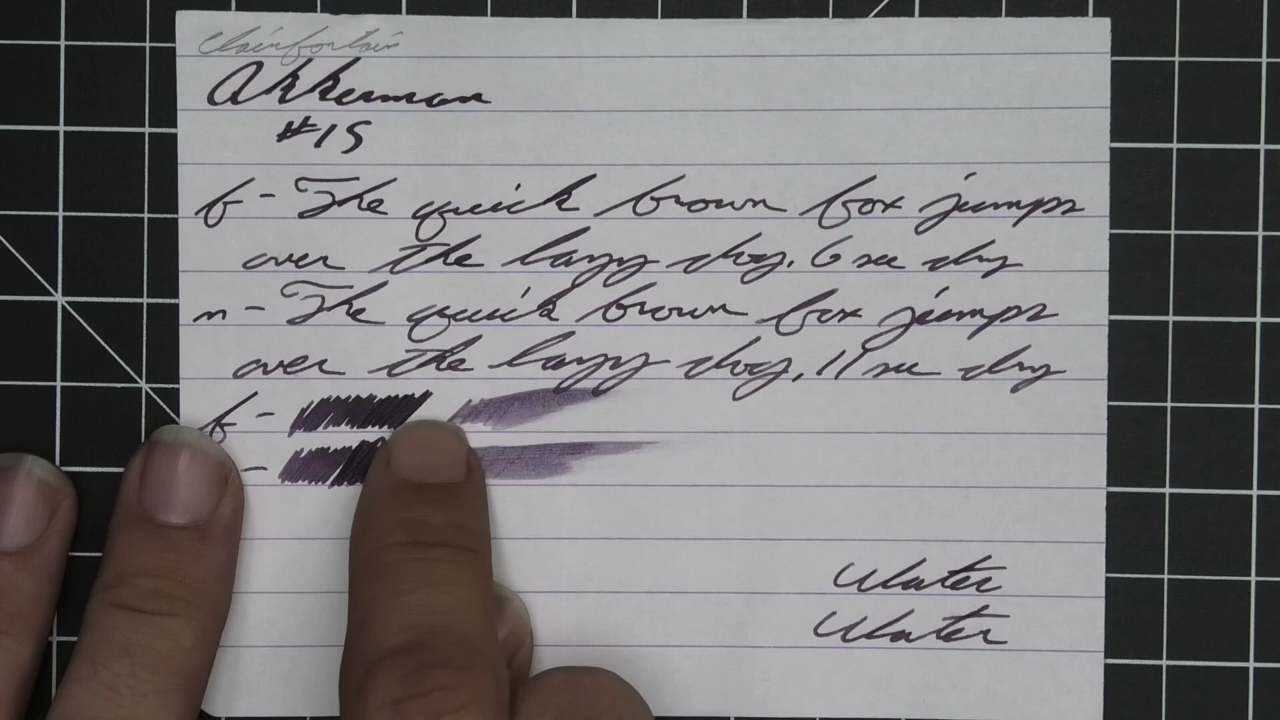 Clairfontain
Akkerman
#15
f - The quick brown fox jumps
over the lazy dog. 6 sec dry
m - The quick brown fox jumps
over the lazy dog. 11 sec dry
f -
-
Water
Water